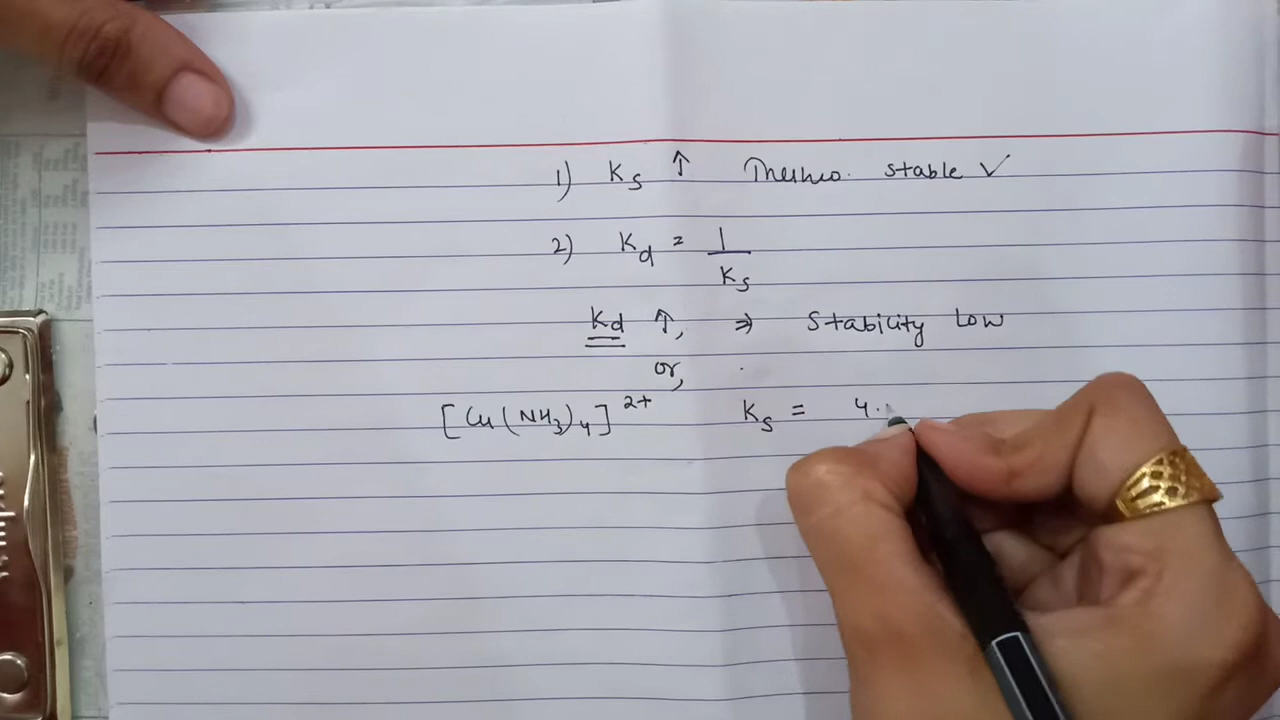 1) Ks ↑ Thermo. stable ✓
2) Kd = 1/Ks
Kd ↑, ⇒ Stability Low
or,
[Cu(NH3)4]2+ Ks = 4.